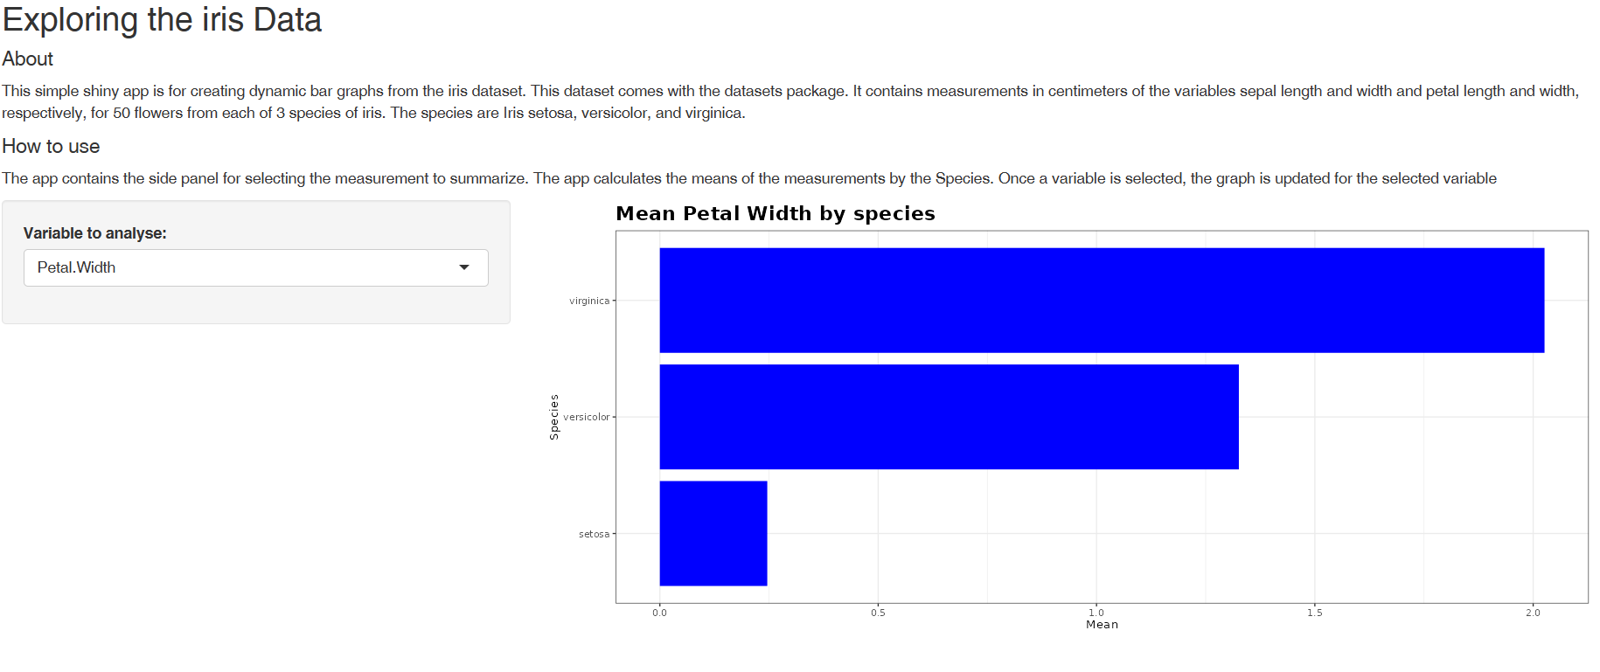 Exploring the iris Data
About
This simple shiny app is for creating dynamic bar graphs from the iris dataset. This dataset comes with the datasets package. It contains measurements in centimeters of the variables sepal length and width and petal length and width,
respectively, for 50 flowers from each of 3 species of iris. The species are Iris setosa, versicolor, and virginica.
How to use
The app contains the side panel for selecting the measurement to summarize. The app calculates the means of the measurements by the Species. Once a variable is selected, the graph is updated for the selected variable
Variable to analyse:
Petal.Width
Mean Petal Width by species
virginica
versicolor
setosa
Species
0.0 0.5 1.0 1.5 2.0
Mean